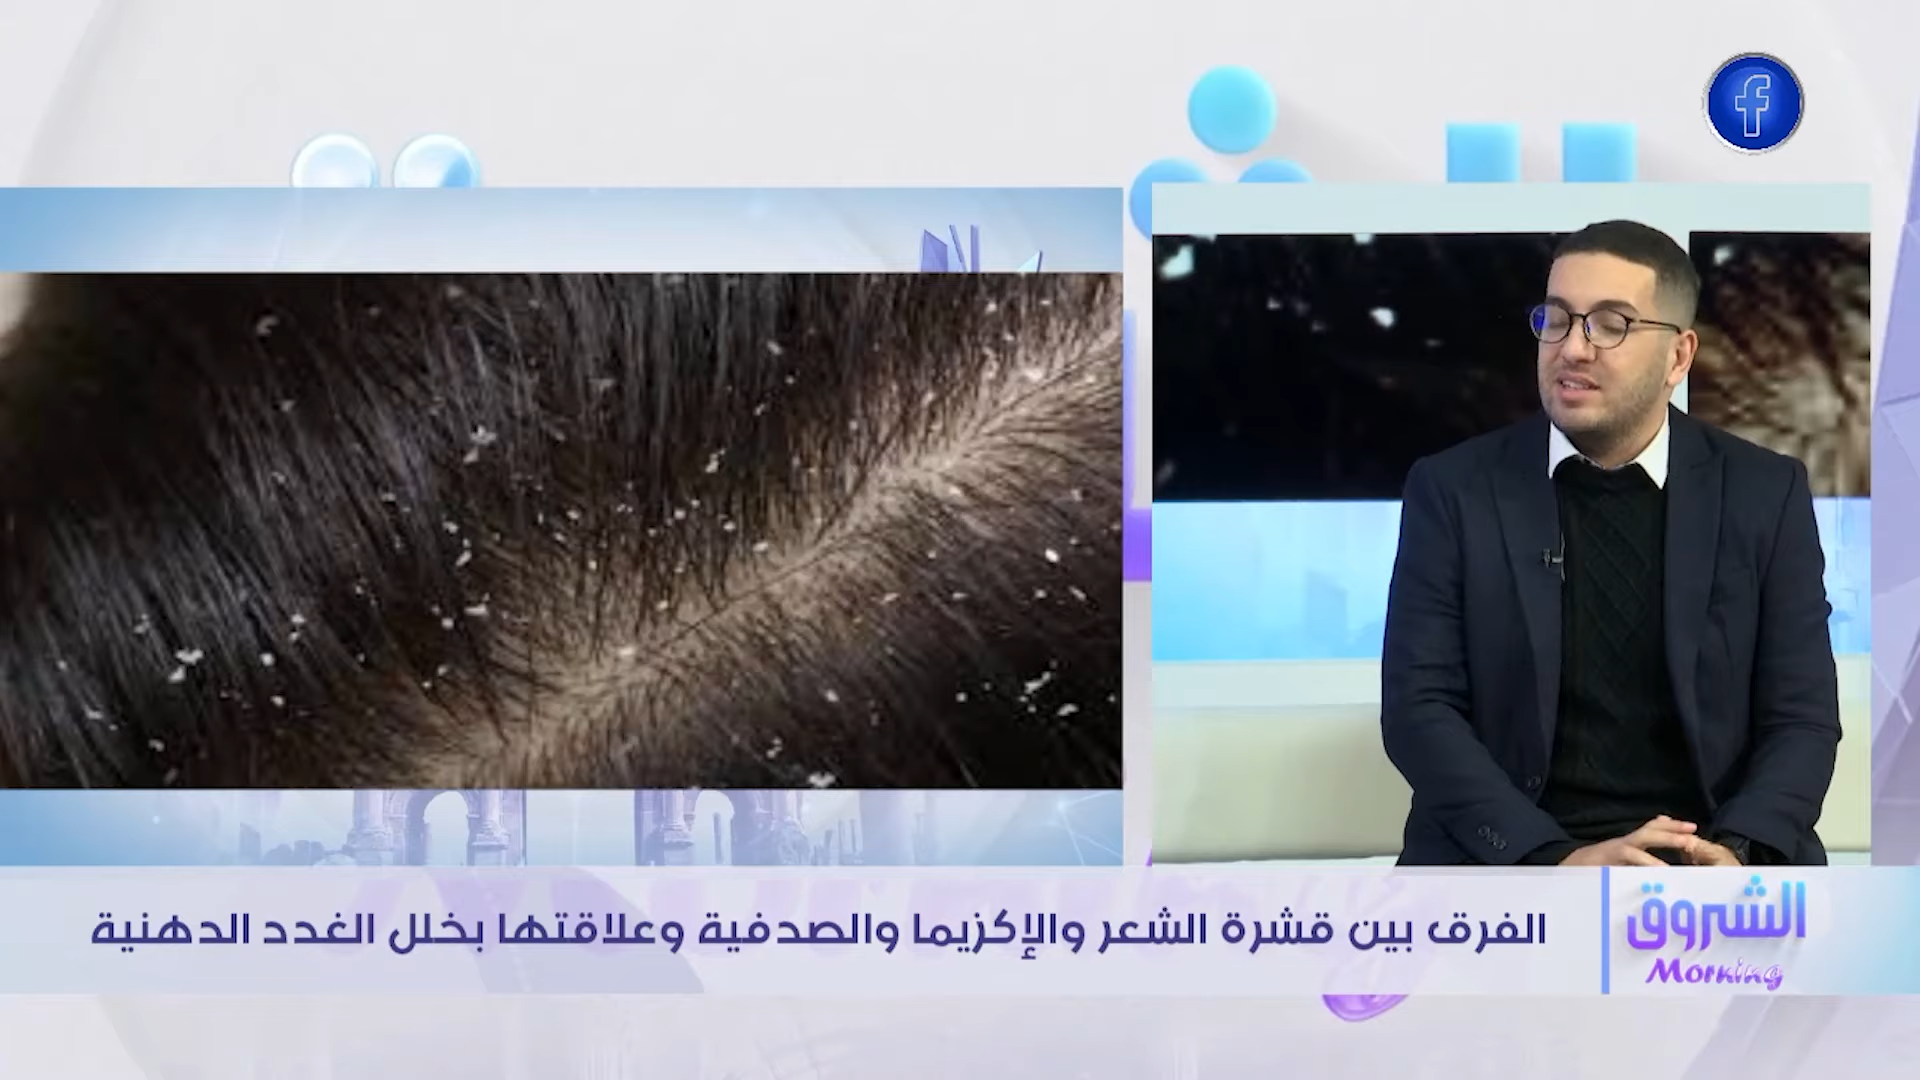 الفرق بين قشرة الشعر والإكزيما والصدفية وعلاقتها بخلل الغدد الدهنية
الشروق
Morning